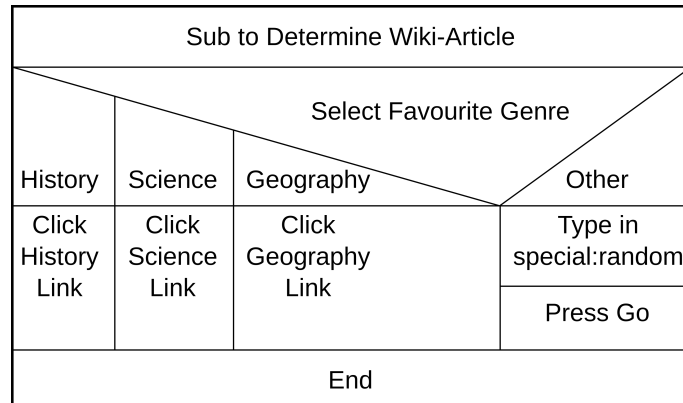 Sub to Determine Wiki-Article
Select Favourite Genre
History
Science
Geography
Other
Click
History
Link
Click
Science
Link
Click
Geography
Link
Type in
special:random
Press Go
End